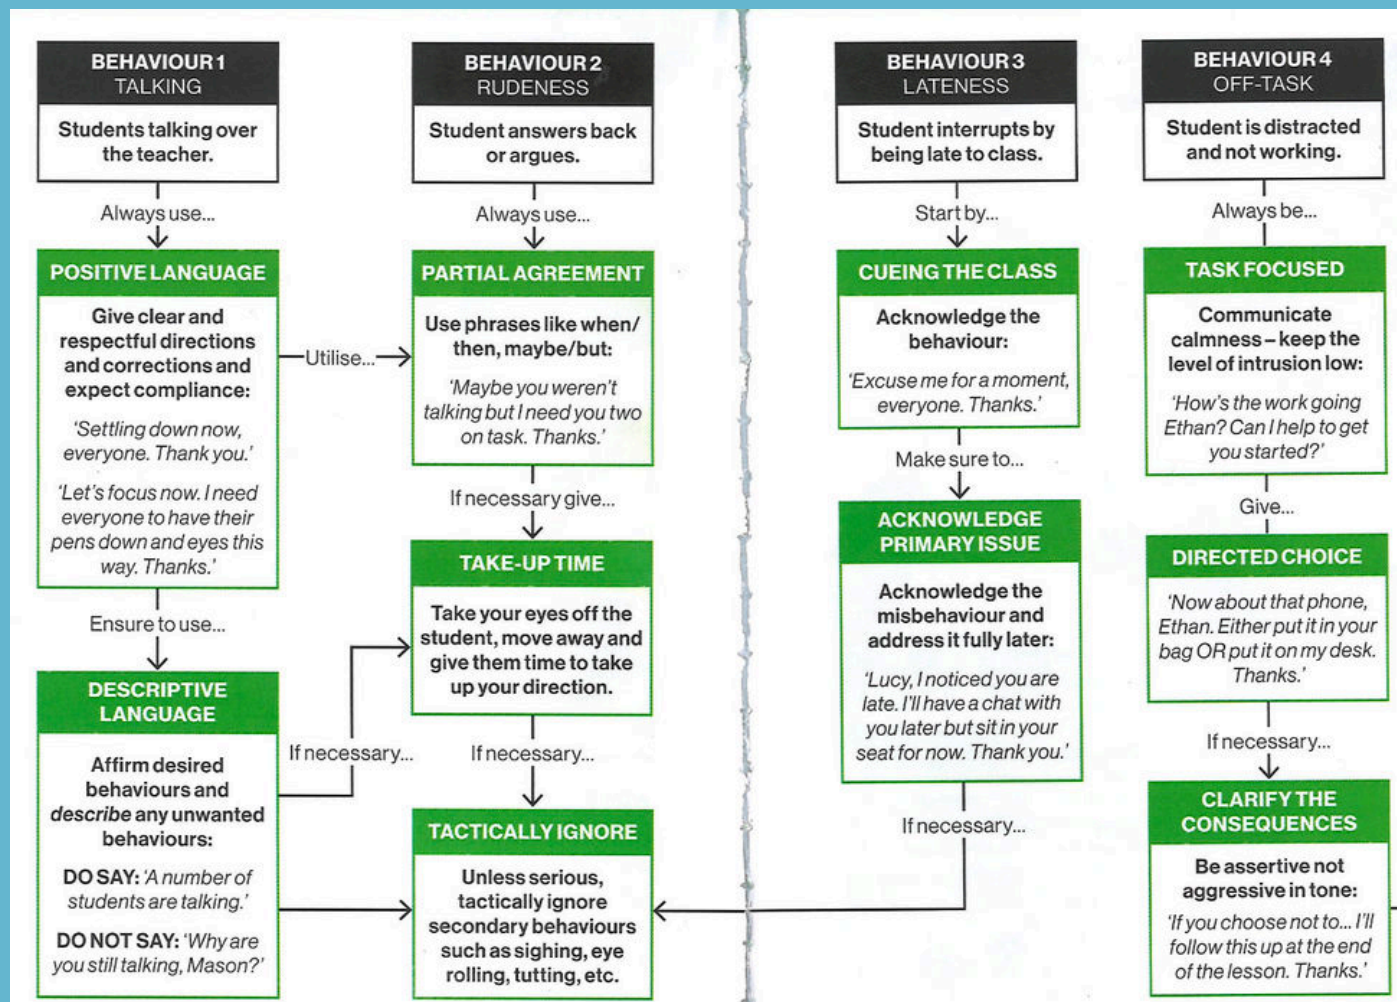 BEHAVIOUR 1
TALKING
Students talking over
the teacher.
Always use...
POSITIVE LANGUAGE
Give clear and
respectful directions
and corrections and
expect compliance:
'Settling down now,
everyone. Thank you.'
'Let's focus now. I need
everyone to have their
pens down and eyes this
way. Thanks.'
Utilise...
Ensure to use...
DESCRIPTIVE
LANGUAGE
Affirm desired
behaviours and
describe any unwanted
behaviours:
DO SAY: 'A number of
students are talking.'
DO NOT SAY: 'Why are
you still talking, Mason?'
If necessary...
BEHAVIOUR 2
RUDENESS
Student answers back
or argues.
Always use...
PARTIAL AGREEMENT
Use phrases like when/
then, maybe/but:
'Maybe you weren't
talking but I need you two
on task. Thanks.'
If necessary give...
TAKE-UP TIME
Take your eyes off the
student, move away and
give them time to take
up your direction.
If necessary...
TACTICALLY IGNORE
Unless serious,
tactically ignore
secondary behaviours
such as sighing, eye
rolling, tutting, etc.
BEHAVIOUR 3
LATENESS
Student interrupts by
being late to class.
Start by...
CUEING THE CLASS
Acknowledge the
behaviour:
'Excuse me for a moment,
everyone. Thanks.'
Make sure to...
ACKNOWLEDGE
PRIMARY ISSUE
Acknowledge the
misbehaviour and
address it fully later:
'Lucy, I noticed you are
late. I'll have a chat with
you later but sit in your
seat for now. Thank you.'
If necessary...
BEHAVIOUR 4
OFF-TASK
Student is distracted
and not working.
Always be...
TASK FOCUSED
Communicate
calmness – keep the
level of intrusion low:
'How's the work going
Ethan? Can I help to get
you started?'
Give...
DIRECTED CHOICE
'Now about that phone,
Ethan. Either put it in your
bag OR put it on my desk.
Thanks.'
If necessary...
CLARIFY THE
CONSEQUENCES
Be assertive not
aggressive in tone:
'If you choose not to... I'll
follow this up at the end
of the lesson. Thanks.'